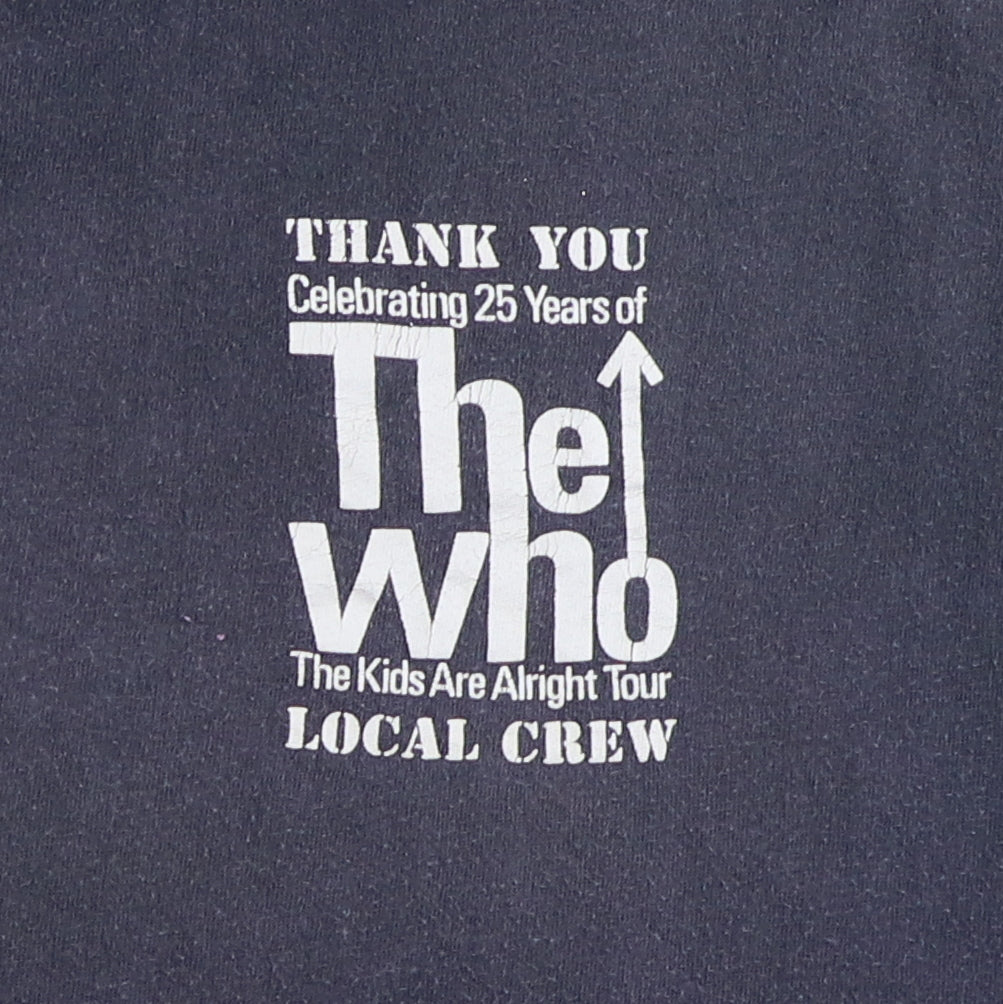 THANK YOU
Celebrating 25 Years of
The
Who
The Kids Are Alright Tour
LOCAL CREW